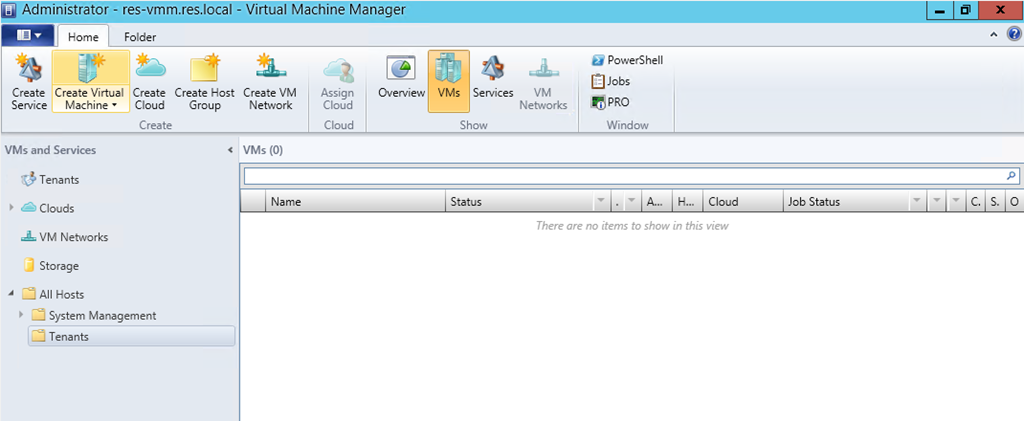 Administrator - res-vmm.res.local - Virtual Machine Manager
Home Folder
Create Service
Create Virtual Machine
Create Cloud
Create Host Group
Create VM Network
Assign Cloud
Overview
VMs
Services
VM Networks
PowerShell
Jobs
PRO
Create Cloud Show Window
VMs and Services
VMs (0)
Tenants
Clouds
VM Networks
Storage
All Hosts
System Management
Tenants
Name Status . A... H... Cloud Job Status C. S. O
There are no items to show in this view